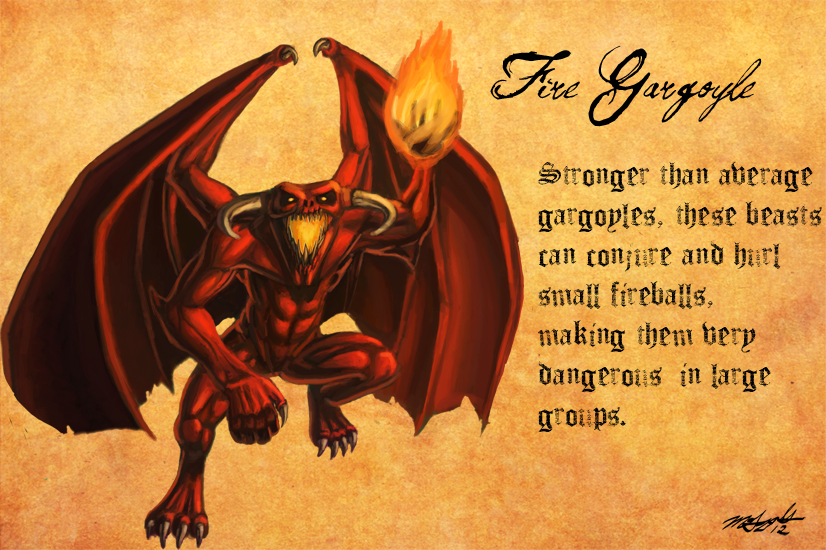 Fire Gargoyle
Stronger than average
gargoyles, these beasts
can conjure and hurl
small fireballs,
making them very
dangerous in large
groups.